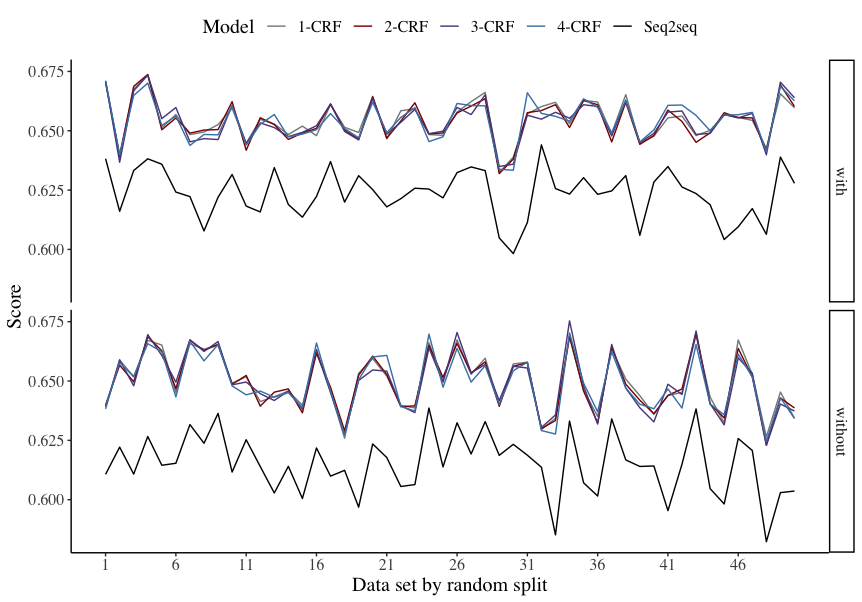 Model 1-CRF 2-CRF 3-CRF 4-CRF Seq2seq
Score
0.675
0.650
0.625
0.600
with
0.675
0.650
0.625
0.600
without
1 6 11 16 21 26 31 36 41 46
Data set by random split